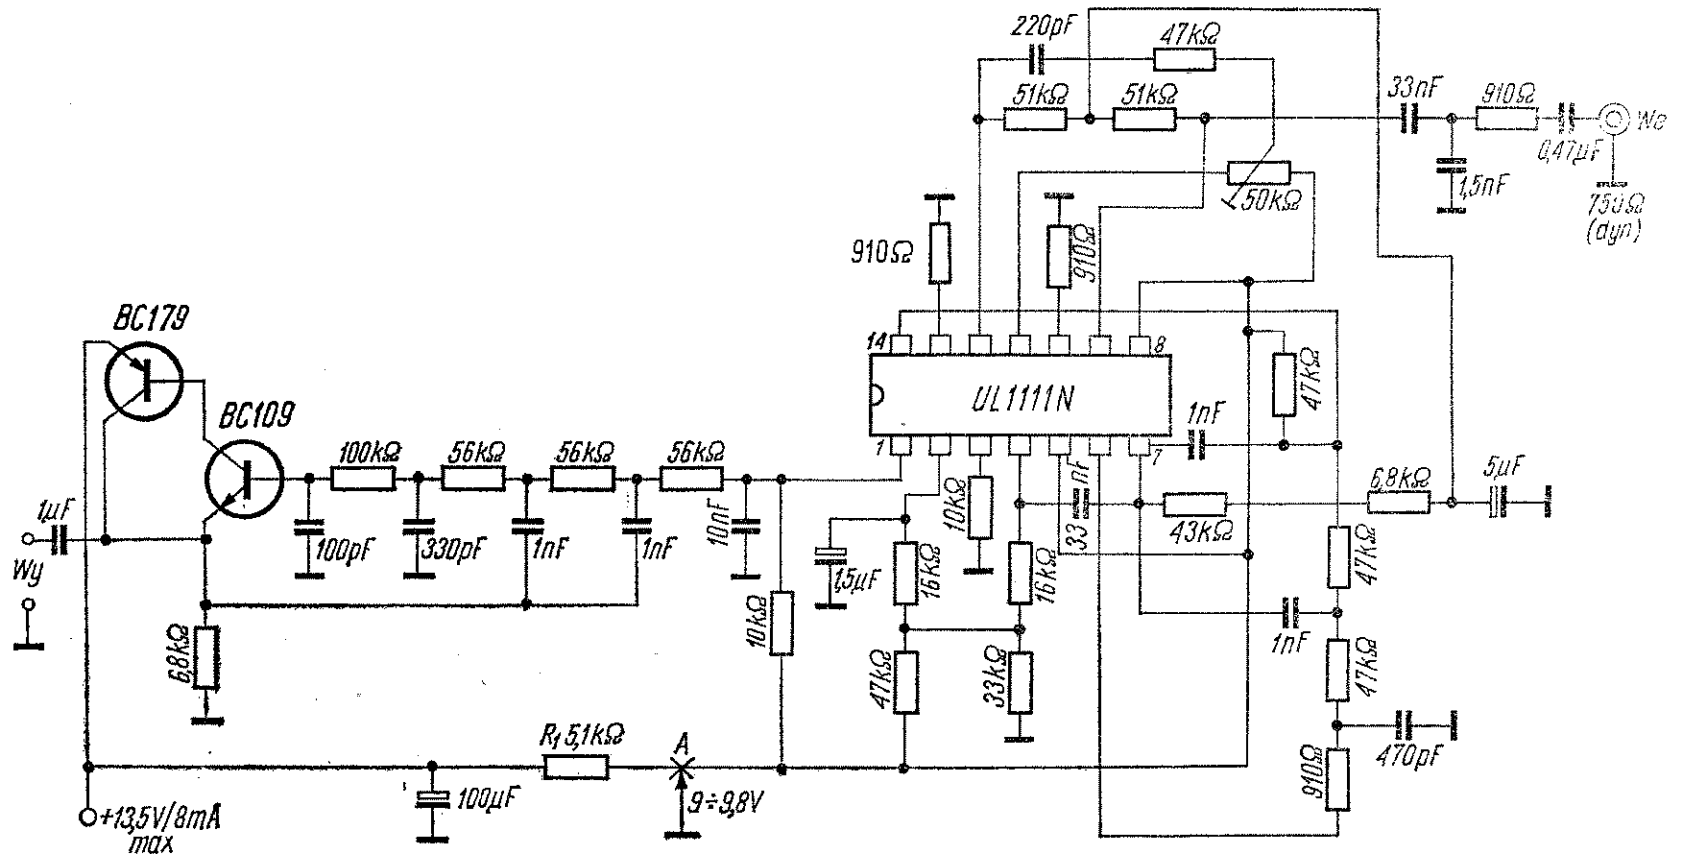 220pF
47kΩ
51kΩ
51kΩ
33nF
910Ω
We
0,47µF
1,5nF
50kΩ
750Ω
(dyn)
910Ω
910Ω
BC179
14
8
47kΩ
UL1111N
BC109
1nF
1
7
100kΩ
56kΩ
56kΩ
56kΩ
6,8kΩ
5µF
1µF
10nF
10kΩ
33 nF
43kΩ
100pF
330pF
1nF
1nF
Wy
1,5µF
16kΩ
16kΩ
47kΩ
6,8kΩ
10kΩ
1nF
47kΩ
33kΩ
47kΩ
R₁ 5,1kΩ
A
470pF
910Ω
100µF
9÷9,8V
+13,5V/8mA
max